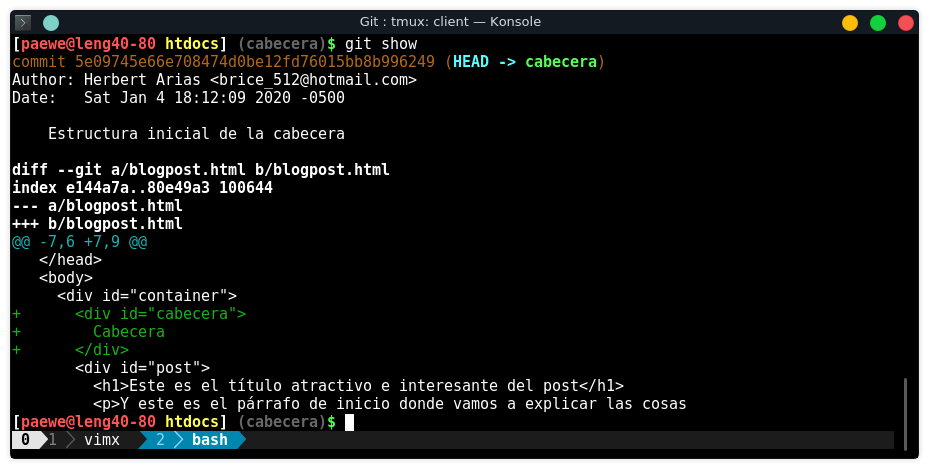 Git : tmux: client — Konsole
[paewe@leng40-80 htdocs] (cabecera)$ git show
commit 5e09745e66e708474d0be12fd76015bb8b996249 (HEAD -> cabecera)
Author: Herbert Arias <brice_512@hotmail.com>
Date:   Sat Jan 4 18:12:09 2020 -0500
    Estructura inicial de la cabecera
diff --git a/blogpost.html b/blogpost.html
index e144a7a..80e49a3 100644
--- a/blogpost.html
+++ b/blogpost.html
@@ -7,6 +7,9 @@
   </head>
   <body>
     <div id="container">
+      <div id="cabecera">
+        Cabecera
+      </div>
       <div id="post">
         <h1>Este es el título atractivo e interesante del post</h1>
         <p>Y este es el párrafo de inicio donde vamos a explicar las cosas
[paewe@leng40-80 htdocs] (cabecera)$
0 1 vimx 2 bash